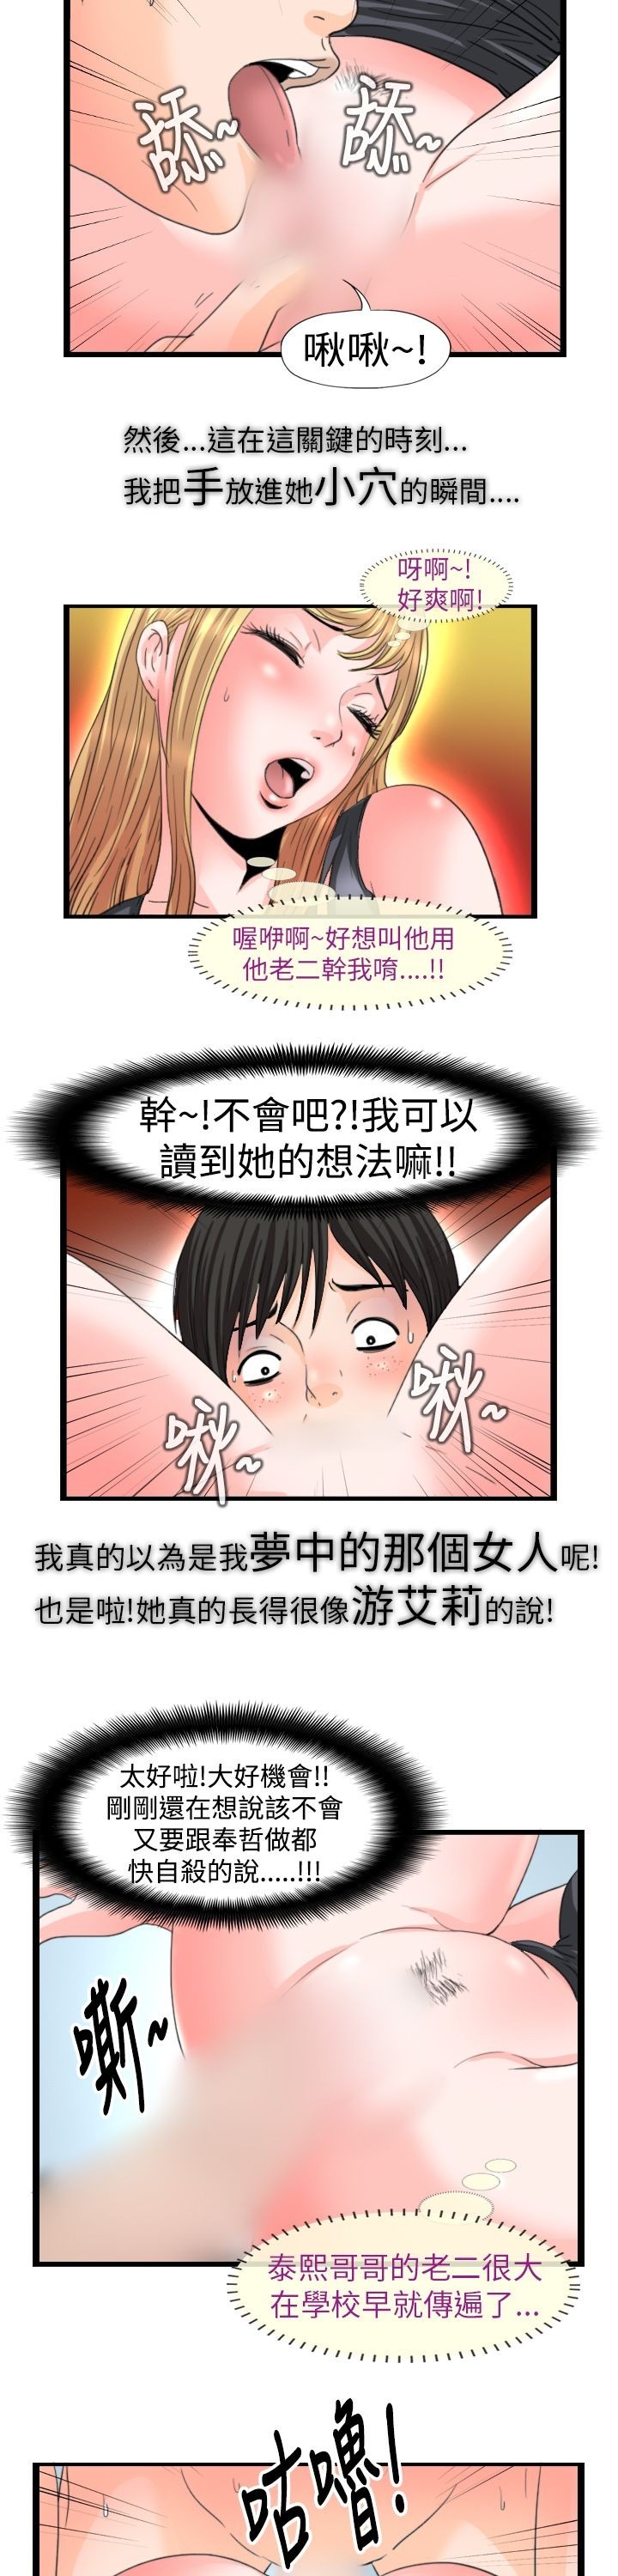 舔~
舔~
啾啾~!
然後...這在這關鍵的時刻...
我把手放進她小穴的瞬間....
呀啊~!
好爽啊!
喔咿啊~好想叫他用
他老二幹我唷....!!
幹~!不會吧?!我可以
讀到她的想法嘛!!
啾~
啾~
我真的以為是我夢中的那個女人呢!
也是啦!她真的長得很像游艾莉的說!
太好啦!大好機會!!
剛剛還在想說該不會
又要跟奉哲做都
快自殺的說.....!!!
嘶~
泰熙哥哥的老二很大
在學校早就傳遍了...
咕嚕!